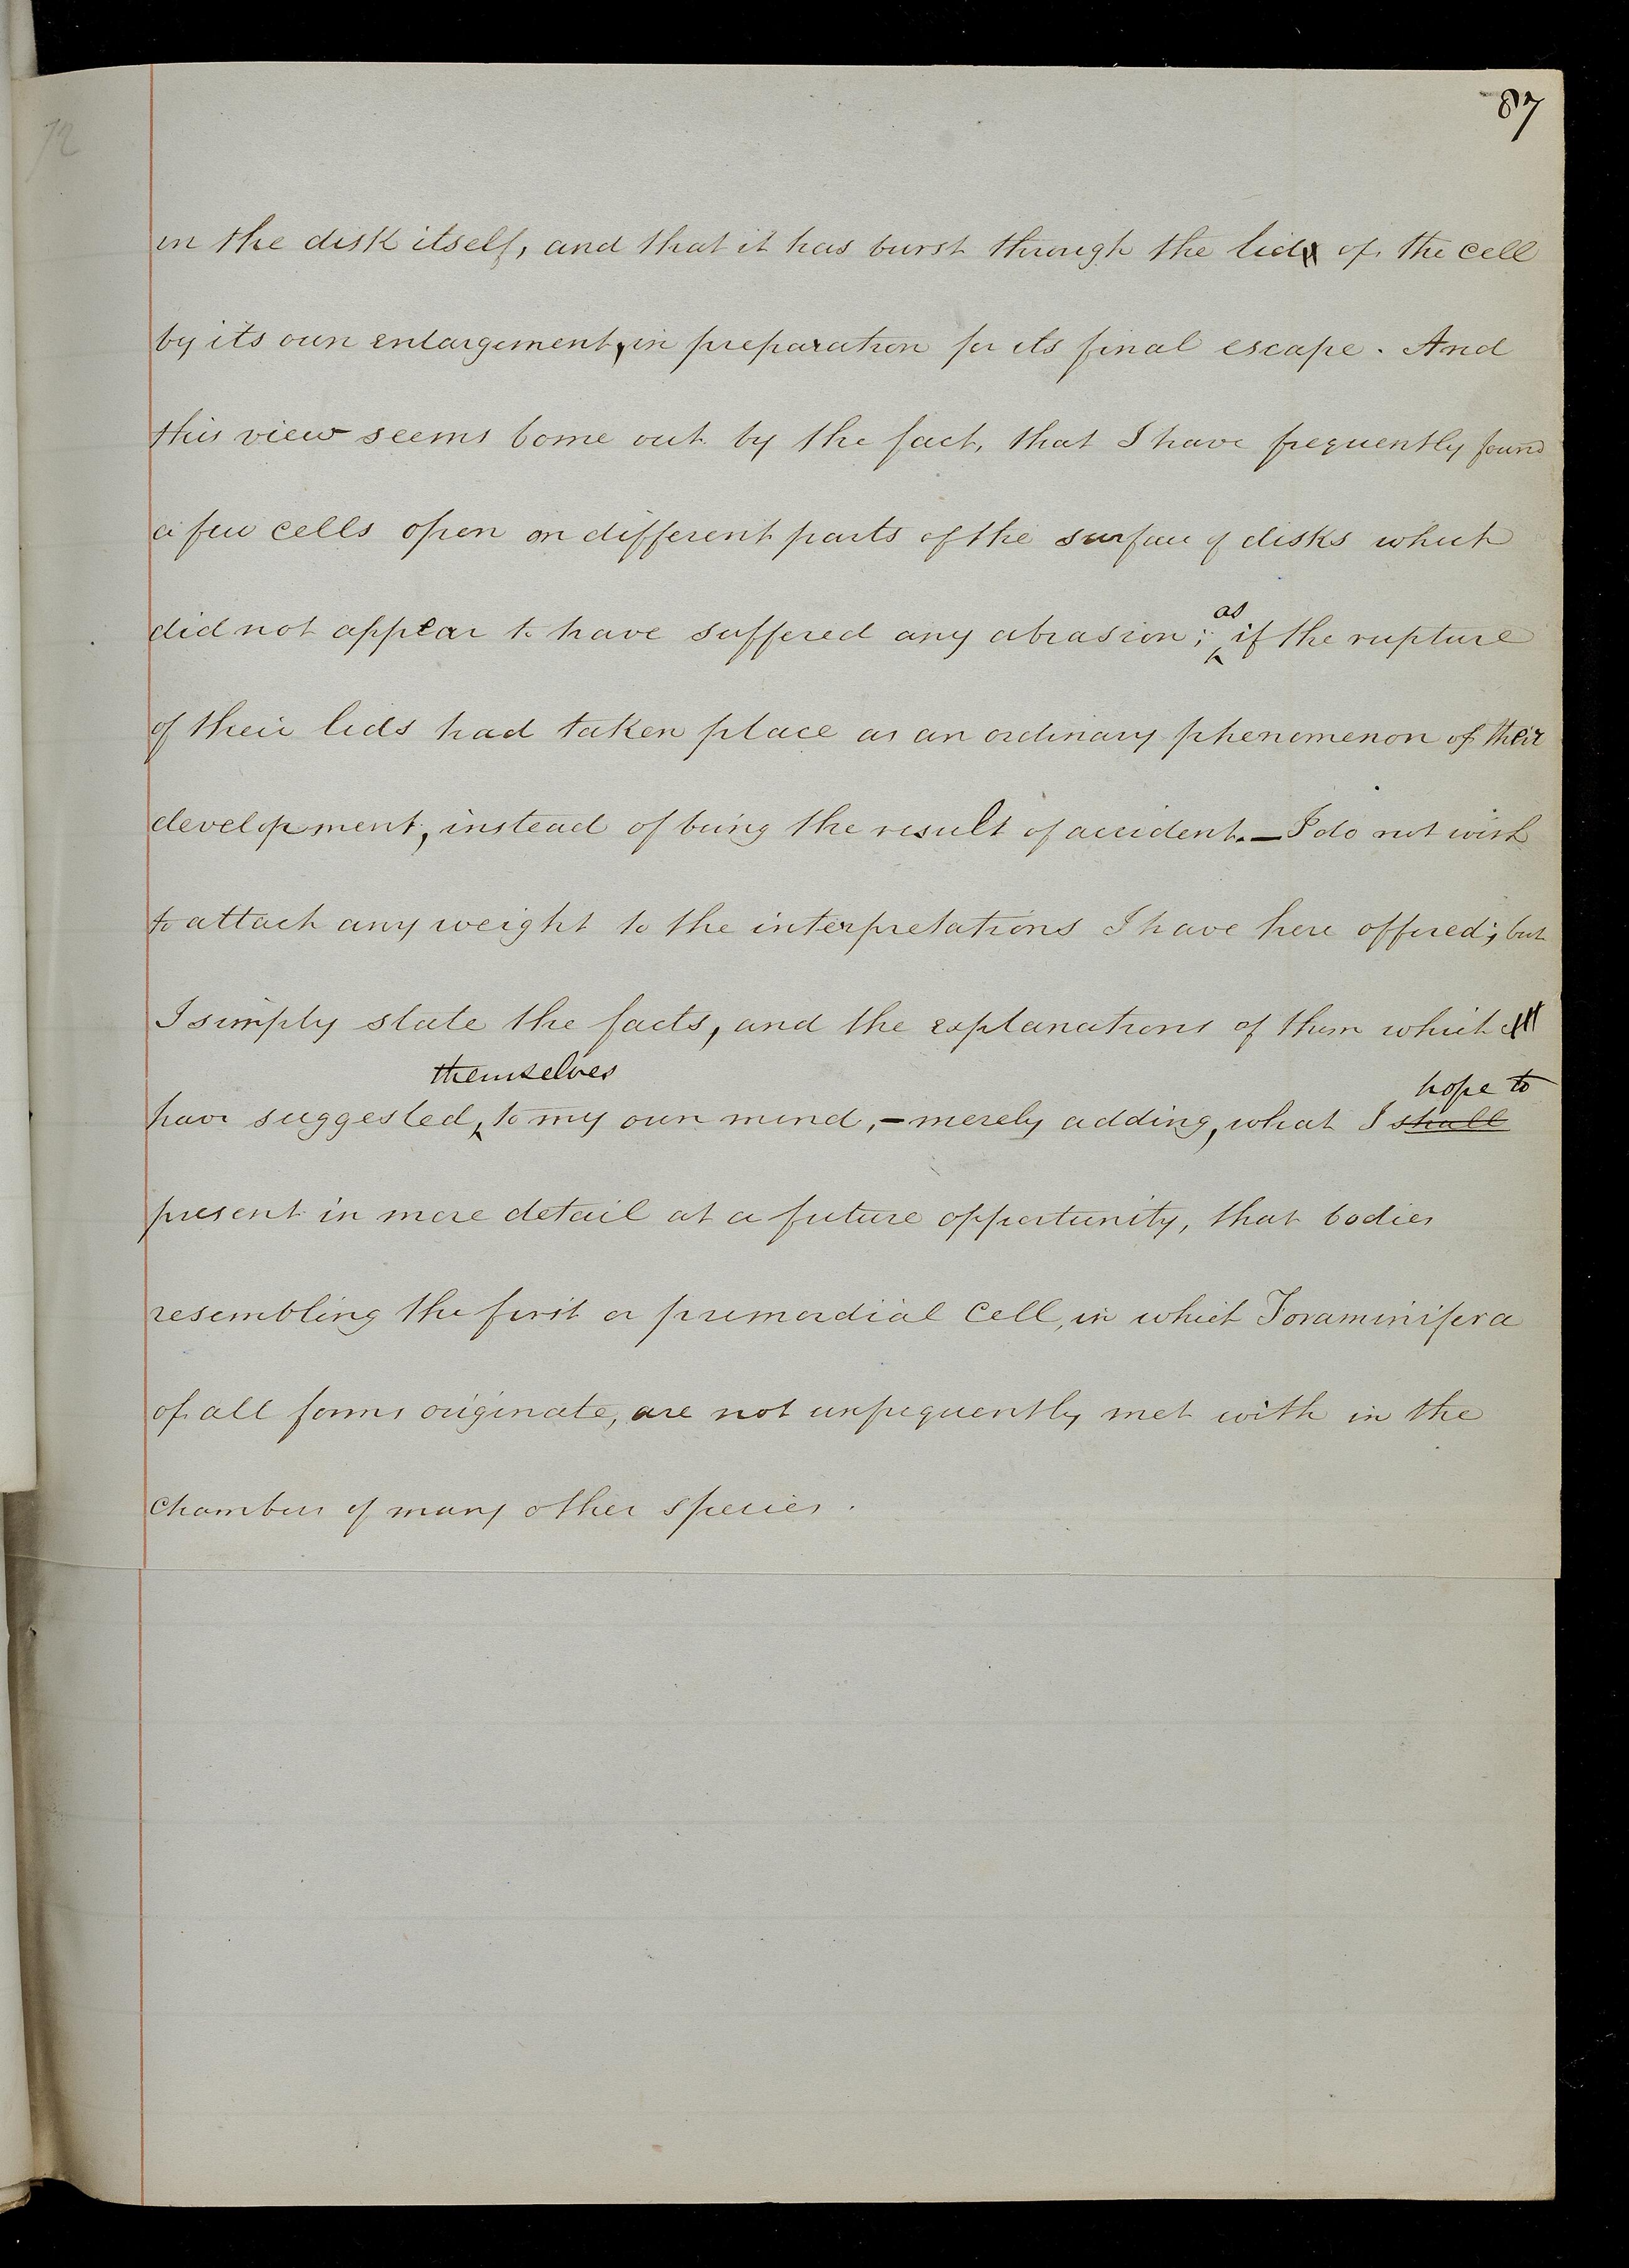 87
72
in the disk itself, and that it has burst through the lid of the cell
by its own enlargement, in preparation for its final escape. And
this view seems borne out by the fact, that I have frequently found
a few cells open on different parts of the surface of disks which
did not appear to have suffered any abrasion; as if the rupture
of their lids had taken place as an ordinary phenomenon of their
development, instead of being the result of accident. — I do not wish
to attach any weight to the interpretations I have here offered; but
I simply state the facts, and the explanations of them which
themselves
hope to
have suggested, to my own mind, - merely adding, what I shall
present in more detail at a future opportunity, that bodies
resembling the first or primordial cell, in which Foraminifera
of all forms originate, are not unfrequently met with in the
chambers of many other species.